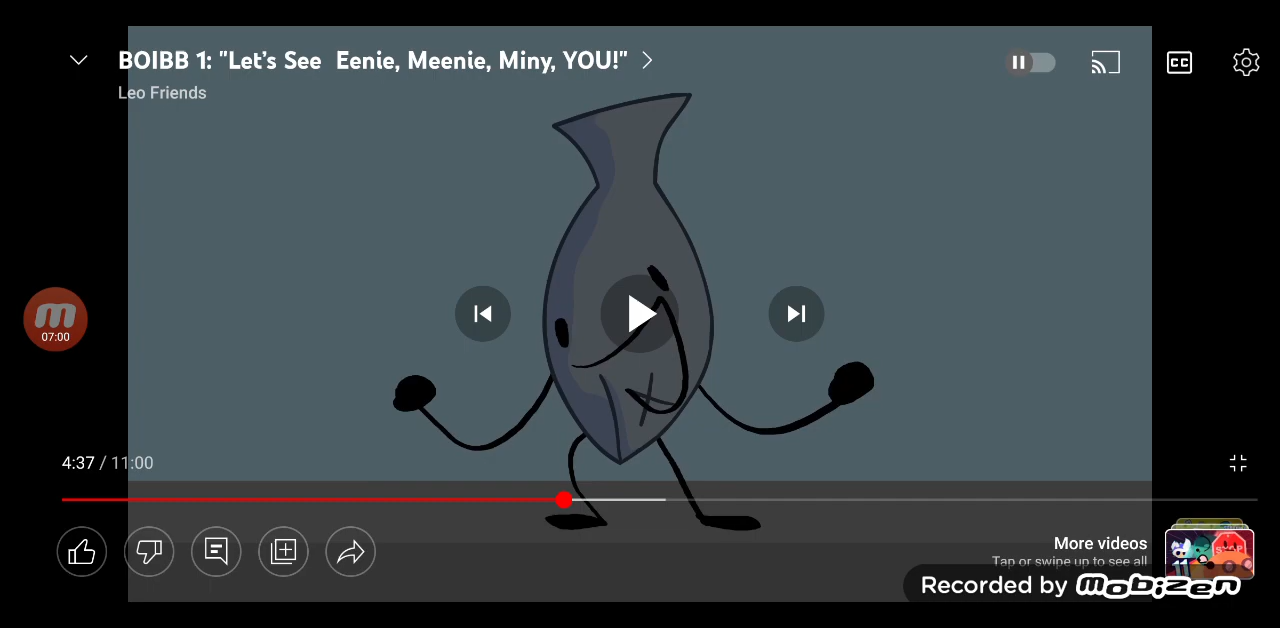 BOIBB 1: "Let's See  Eenie, Meenie, Miny, YOU!"
Leo Friends
CC
m
07:00
4:37 / 11:00
More videos
Tap or swipe up to see all
Recorded by mobizen